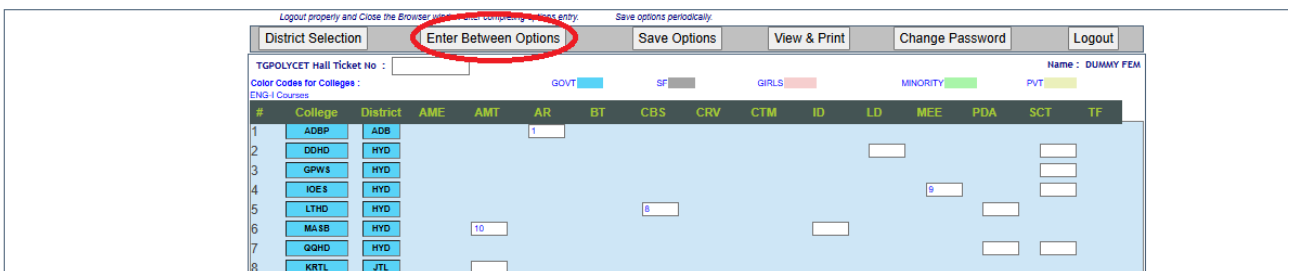 Logout properly and Close the Browser window after completing options entry. Save options periodically.
District Selection Enter Between Options Save Options View & Print Change Password Logout
TGPOLYCET Hall Ticket No : Name : DUMMY FEM
Color Codes for Colleges : GOVT SF GIRLS MINORITY PVT
ENG-I Courses
# College District AME AMT AR BT CBS CRV CTM ID LD MEE PDA SCT TF
1 ADBP ADB 1
2 DDHD HYD
3 GPWS HYD
4 IOES HYD 9
5 LTHD HYD 8
6 MASB HYD 10
7 QQHD HYD
8 KRTL JTL